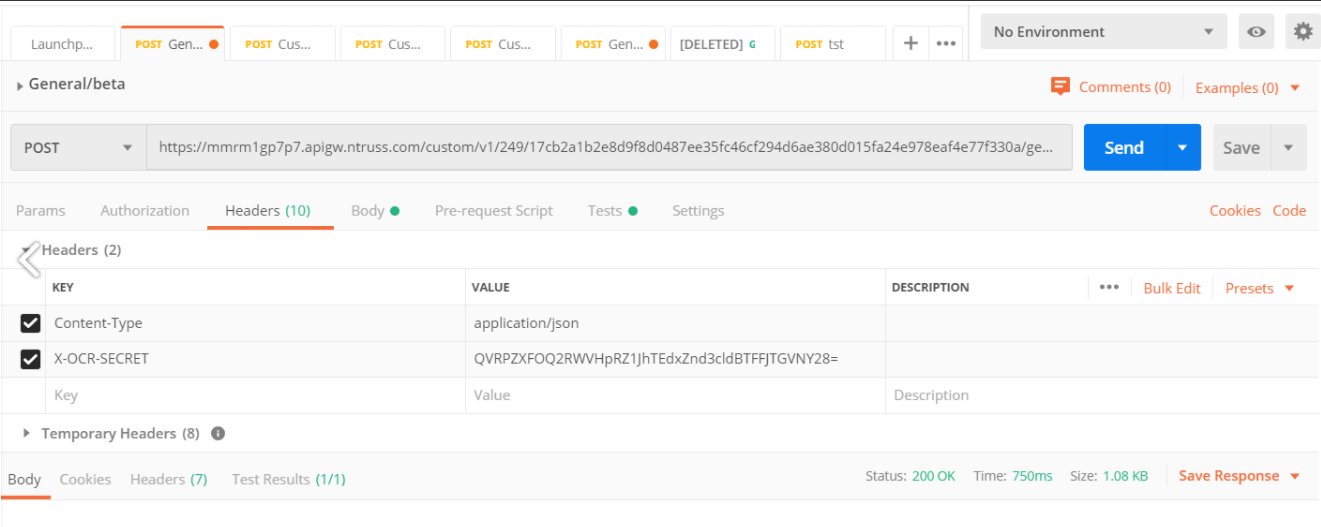 Launchp...
POST Gen...
POST Cus...
POST Cus...
POST Cus...
POST Gen...
[DELETED] G
POST tst
No Environment
General/beta
Comments (0)
Examples (0)
POST
https://mmrm1gp7p7.apigw.ntruss.com/custom/v1/249/17cb2a1b2e8d9f8d0487ee35fc46cf294d6ae380d015fa24e978eaf4e77f330a/ge...
Send
Save
Params
Authorization
Headers (10)
Body
Pre-request Script
Tests
Settings
Cookies
Code
Headers (2)
KEY
VALUE
DESCRIPTION
Bulk Edit
Presets
Content-Type
application/json
X-OCR-SECRET
QVRPZXFOQ2RWVHpRZ1JhTEdxZnd3cldBTFFJTGVNY28=
Key
Value
Description
Temporary Headers (8)
Body
Cookies
Headers (7)
Test Results (1/1)
Status: 200 OK
Time: 750ms
Size: 1.08 KB
Save Response